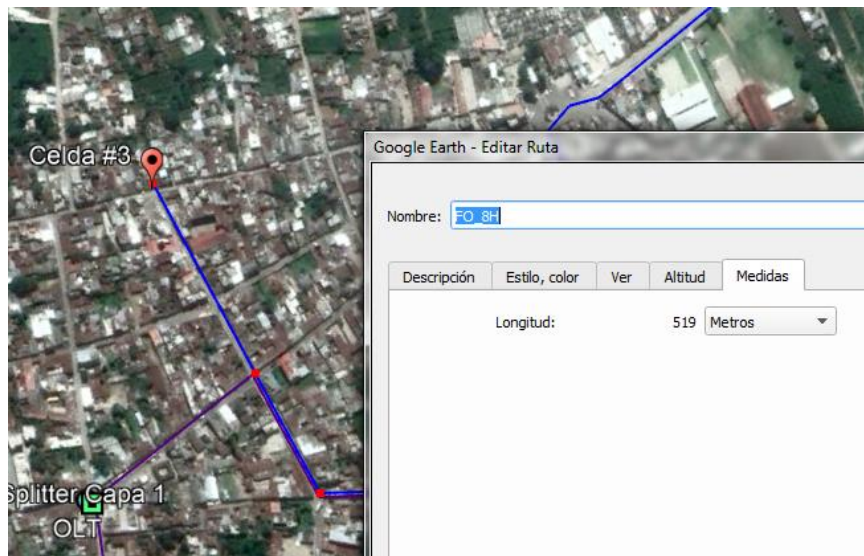 Celda #3
Splitter Capa 1
OLT
Google Earth - Editar Ruta
Nombre: FO_8H
Descripción Estilo, color Ver Altitud Medidas
Longitud: 519 Metros